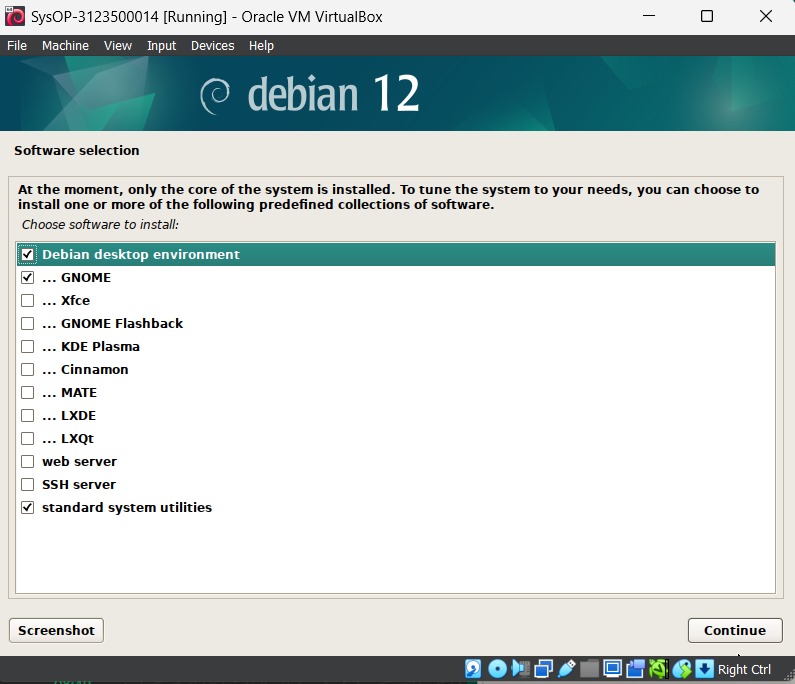 SysOP-3123500014 [Running] - Oracle VM VirtualBox
File Machine View Input Devices Help
debian 12
Software selection
At the moment, only the core of the system is installed. To tune the system to your needs, you can choose to
install one or more of the following predefined collections of software.
Choose software to install:
Debian desktop environment
... GNOME
... Xfce
... GNOME Flashback
... KDE Plasma
... Cinnamon
... MATE
... LXDE
... LXQt
web server
SSH server
standard system utilities
Screenshot
Continue
Right Ctrl